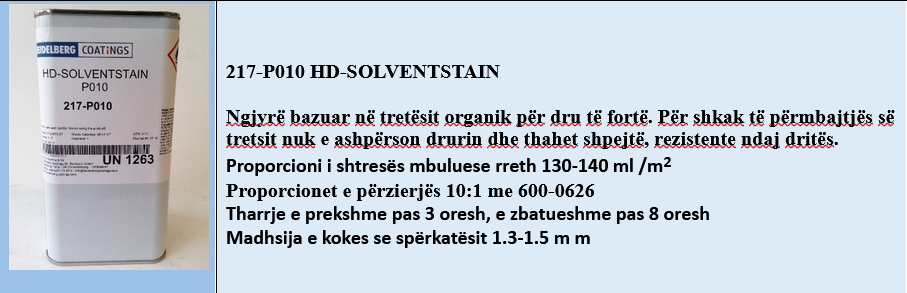 EIDELBERG COATINGS
HD-SOLVENTSTAIN
P010
217-P010
UN 1263
217-P010 HD-SOLVENTSTAIN
Ngjyrë bazuar në tretësit organik për dru të fortë. Për shkak të përmbajtjës së
tretsit nuk e ashpërson drurin dhe thahet shpejtë, rezistente ndaj dritës.
Proporcioni i shtresës mbuluese rreth 130-140 ml /m²
Proporcionet e përzierjës 10:1 me 600-0626
Tharrje e prekshme pas 3 oresh, e zbatueshme pas 8 oresh
Madhsija e kokes se spërkatësit 1.3-1.5 m m